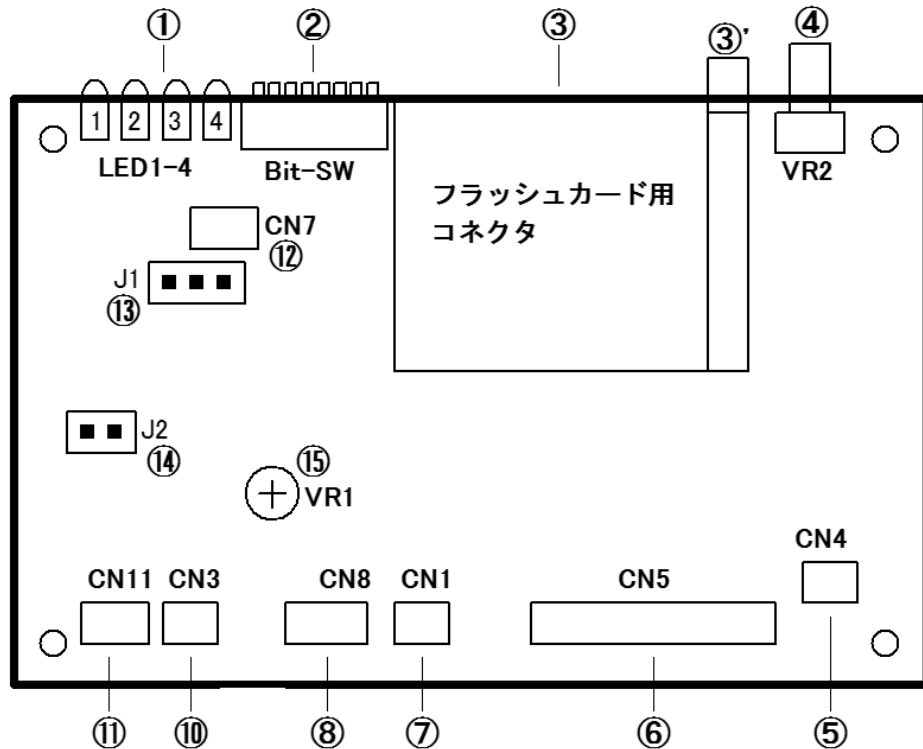 ① ② ③ ③' ④
1 2 3 4
LED1-4 Bit-SW VR2
フラッシュカード用
コネクタ
CN7
⑫
J1
⑬
J2
⑭
⑮
VR1
CN4
CN11 CN3 CN8 CN1 CN5
⑪ ⑩ ⑧ ⑦ ⑥ ⑤